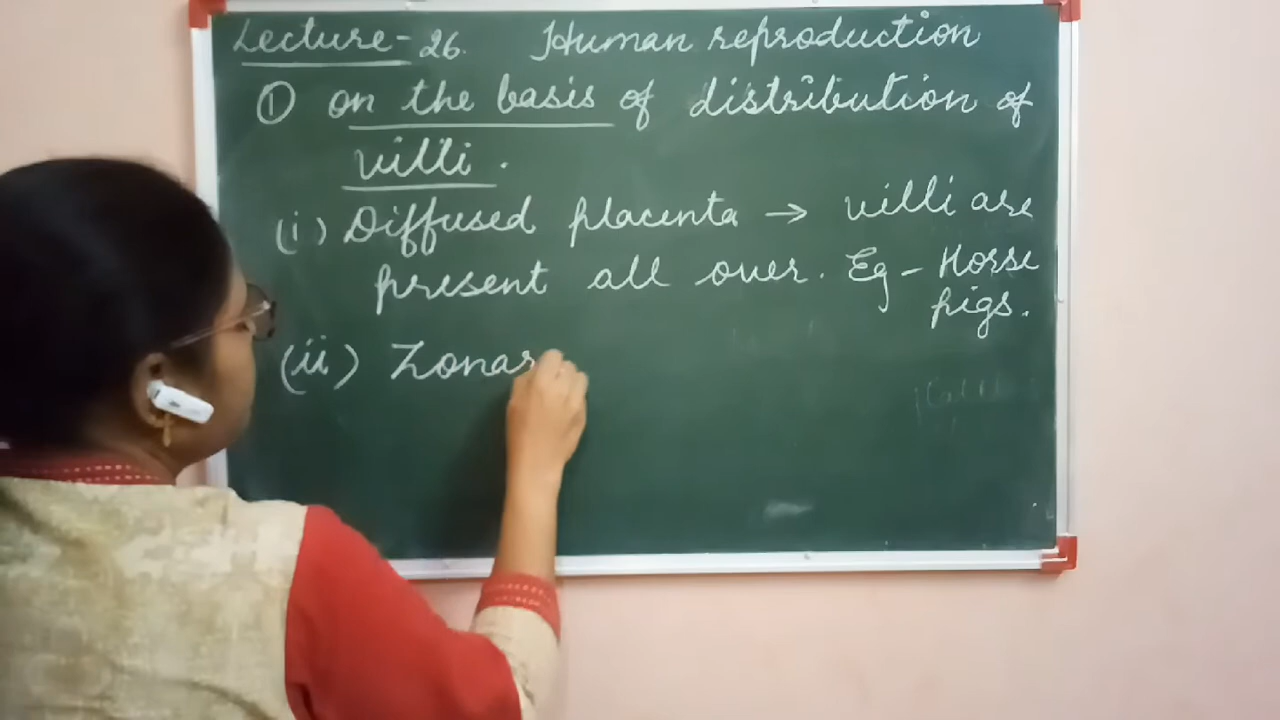 Lecture-26. Human reproduction
① on the basis of distribution of
villi.
(i) Diffused placenta → villi are
present all over. Eg - Horse
pigs.
(ii) Zonar